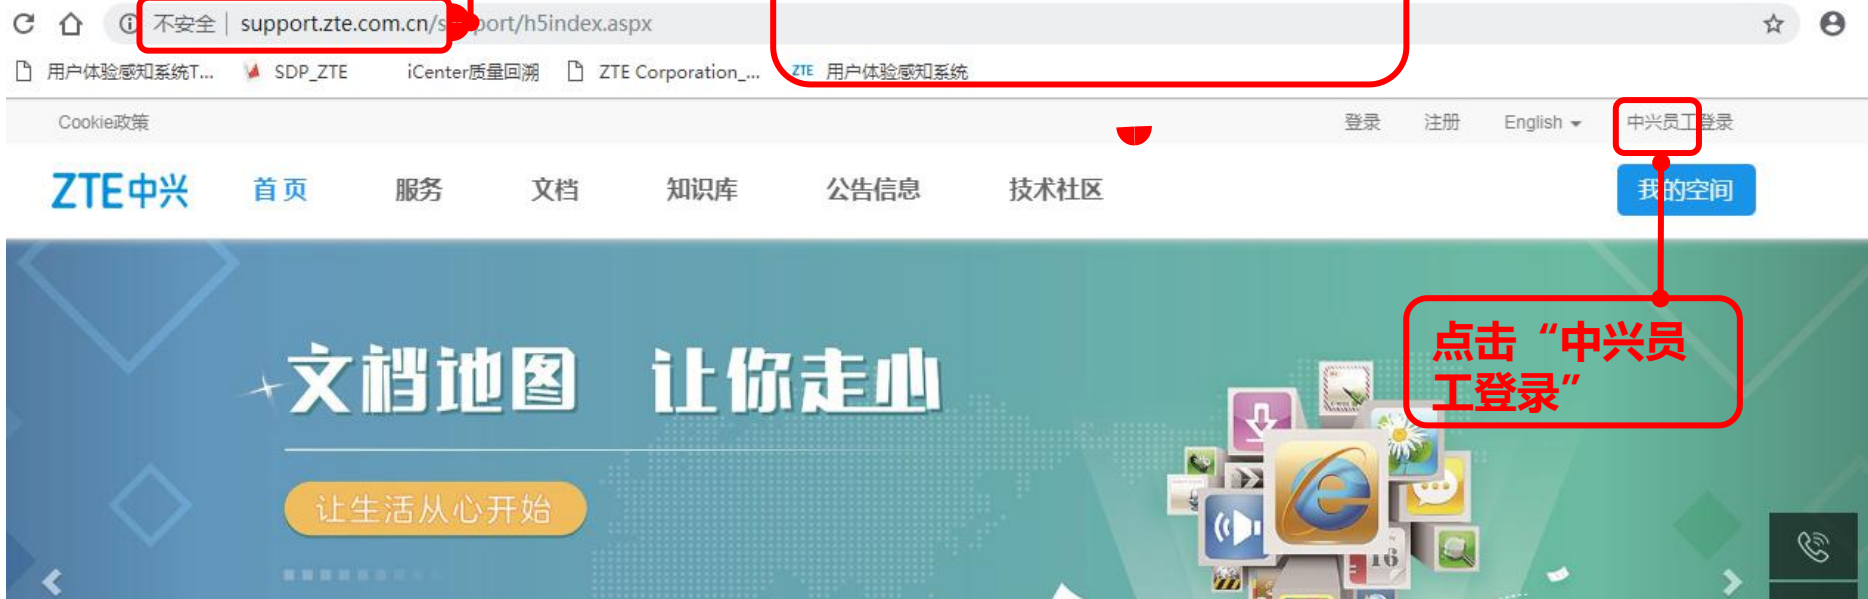 不安全 | support.zte.com.cn/support/h5index.aspx
用户体验感知系统T... SDP_ZTE iCenter质量回溯 ZTE Corporation_... ZTE 用户体验感知系统
Cookie政策 登录 注册 English 中兴员工登录
ZTE中兴 首页 服务 文档 知识库 公告信息 技术社区 我的空间
点击“中兴员
工登录”
文档地图 让你走心
让生活从心开始
16